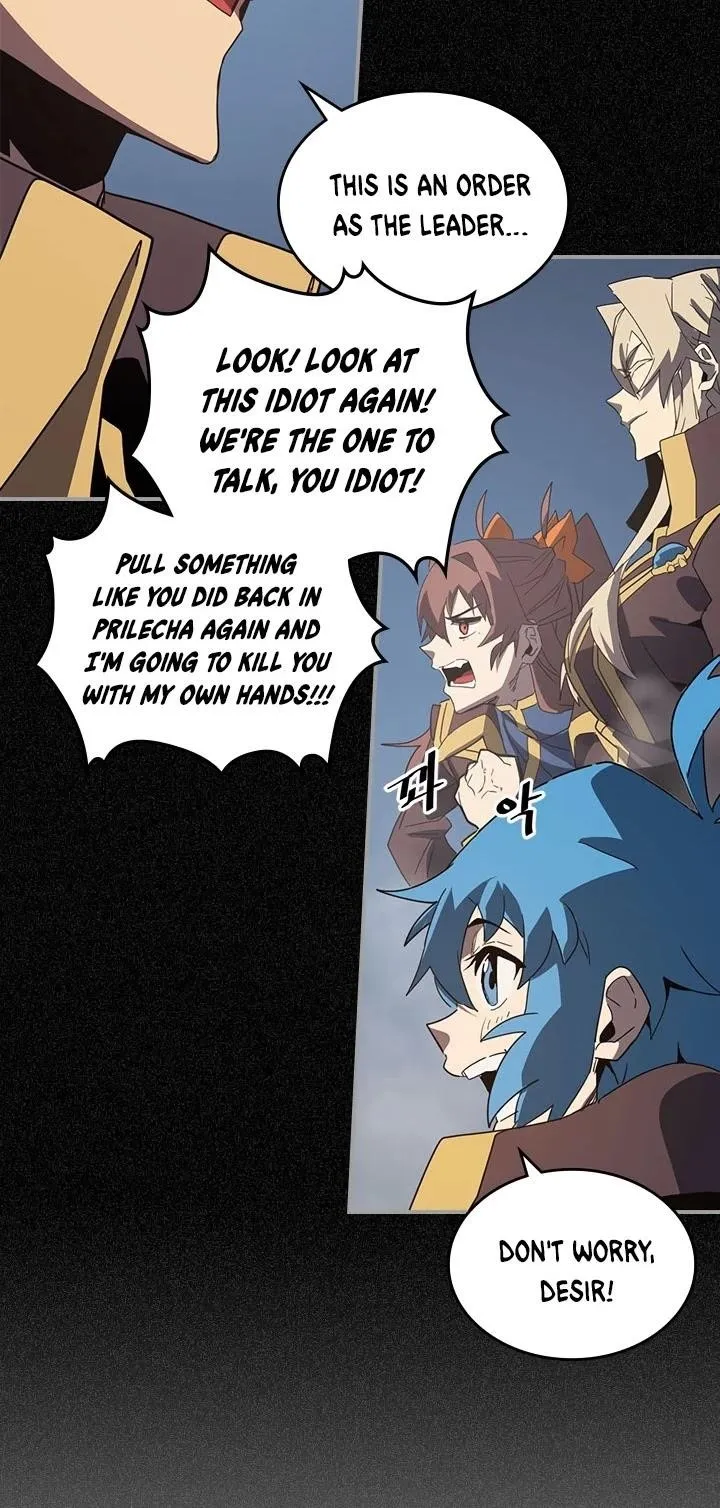 THIS IS AN ORDER
AS THE LEADER...
LOOK! LOOK AT
THIS IDIOT AGAIN!
WE'RE THE ONE TO
TALK, YOU IDIOT!
PULL SOMETHING
LIKE YOU DID BACK IN
PRILECHA AGAIN AND
I'M GOING TO KILL YOU
WITH MY OWN HANDS!!!
꽈악
DON'T WORRY,
DESIR!